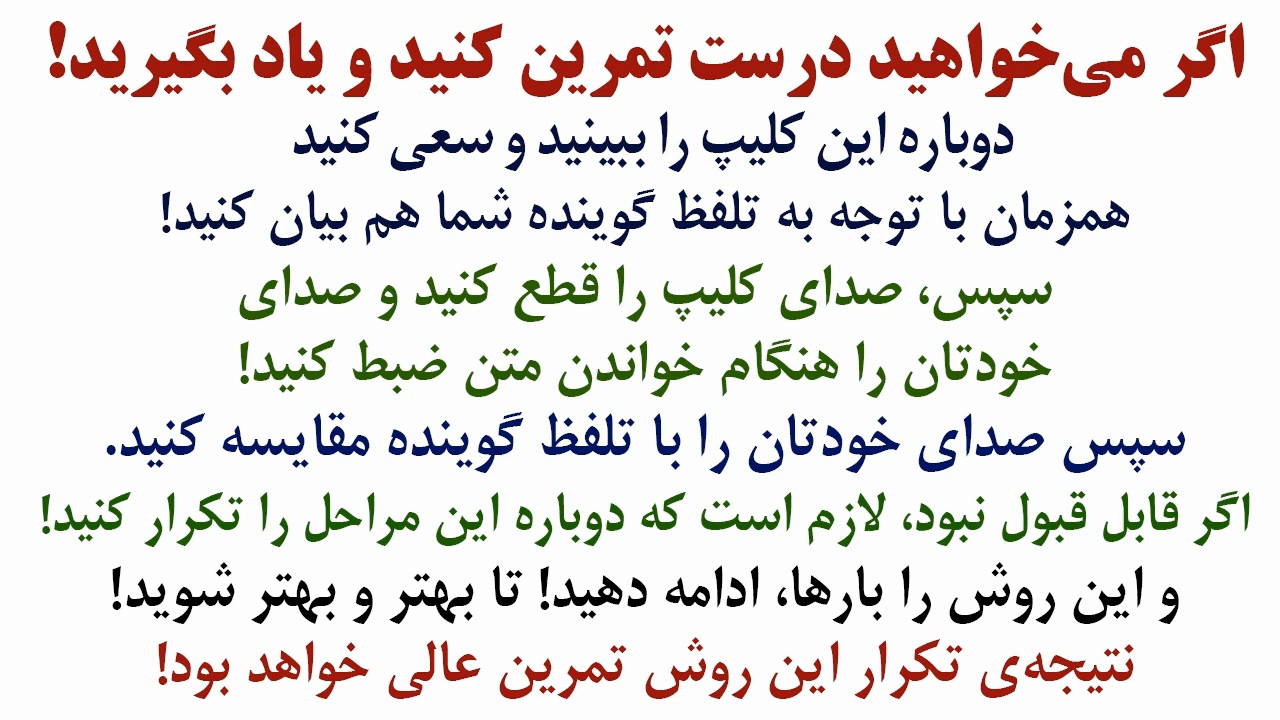 اگر می‌خواهید درست تمرین کنید و یاد بگیرید!
دوباره این کلیپ را ببینید و سعی کنید
همزمان با توجه به تلفظ گوینده شما هم بیان کنید!
سپس، صدای کلیپ را قطع کنید و صدای
خودتان را هنگام خواندن متن ضبط کنید!
سپس صدای خودتان را با تلفظ گوینده مقایسه کنید.
اگر قابل قبول نبود، لازم است که دوباره این مراحل را تکرار کنید!
و این روش را بارها، ادامه دهید! تا بهتر و بهتر شوید!
نتیجه‌ی تکرار این روش تمرین عالی خواهد بود!